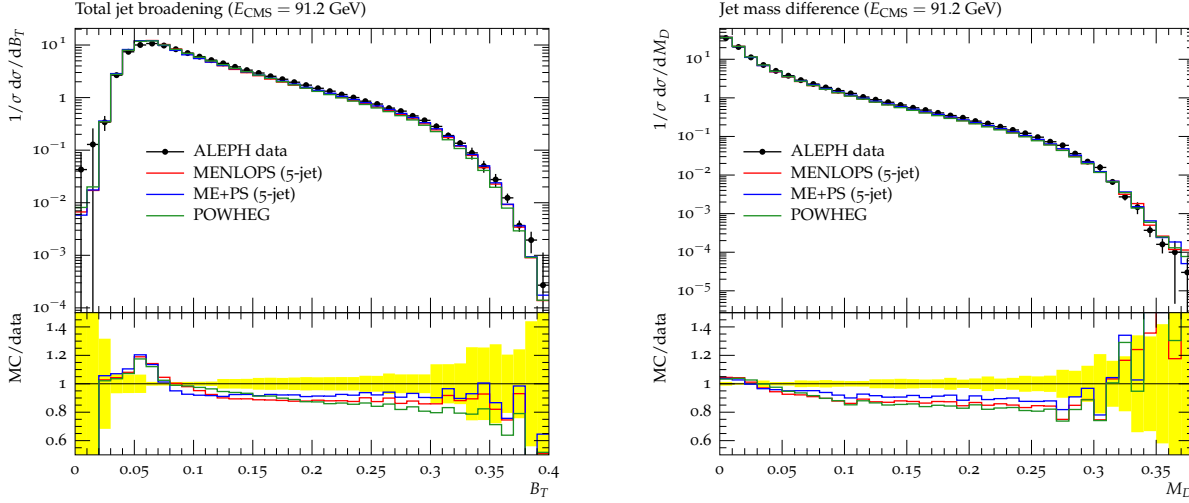 Total jet broadening (E_CMS = 91.2 GeV)
1/σ dσ/dB_T
10^1
1
10^−1
10^−2
10^−3
10^−4
ALEPH data
MENLOPS (5-jet)
ME+PS (5-jet)
POWHEG
MC/data
1.4
1.2
1
0.8
0.6
0 0.05 0.1 0.15 0.2 0.25 0.3 0.35 0.4
B_T
Jet mass difference (E_CMS = 91.2 GeV)
1/σ dσ/dM_D
10^1
1
10^−1
10^−2
10^−3
10^−4
10^−5
ALEPH data
MENLOPS (5-jet)
ME+PS (5-jet)
POWHEG
MC/data
1.4
1.2
1
0.8
0.6
0 0.05 0.1 0.15 0.2 0.25 0.3 0.35
M_D